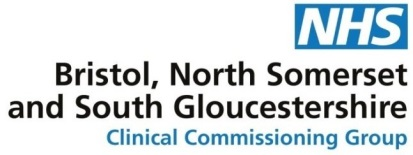 NHS
Bristol, North Somerset
and South Gloucestershire
Clinical Commissioning Group